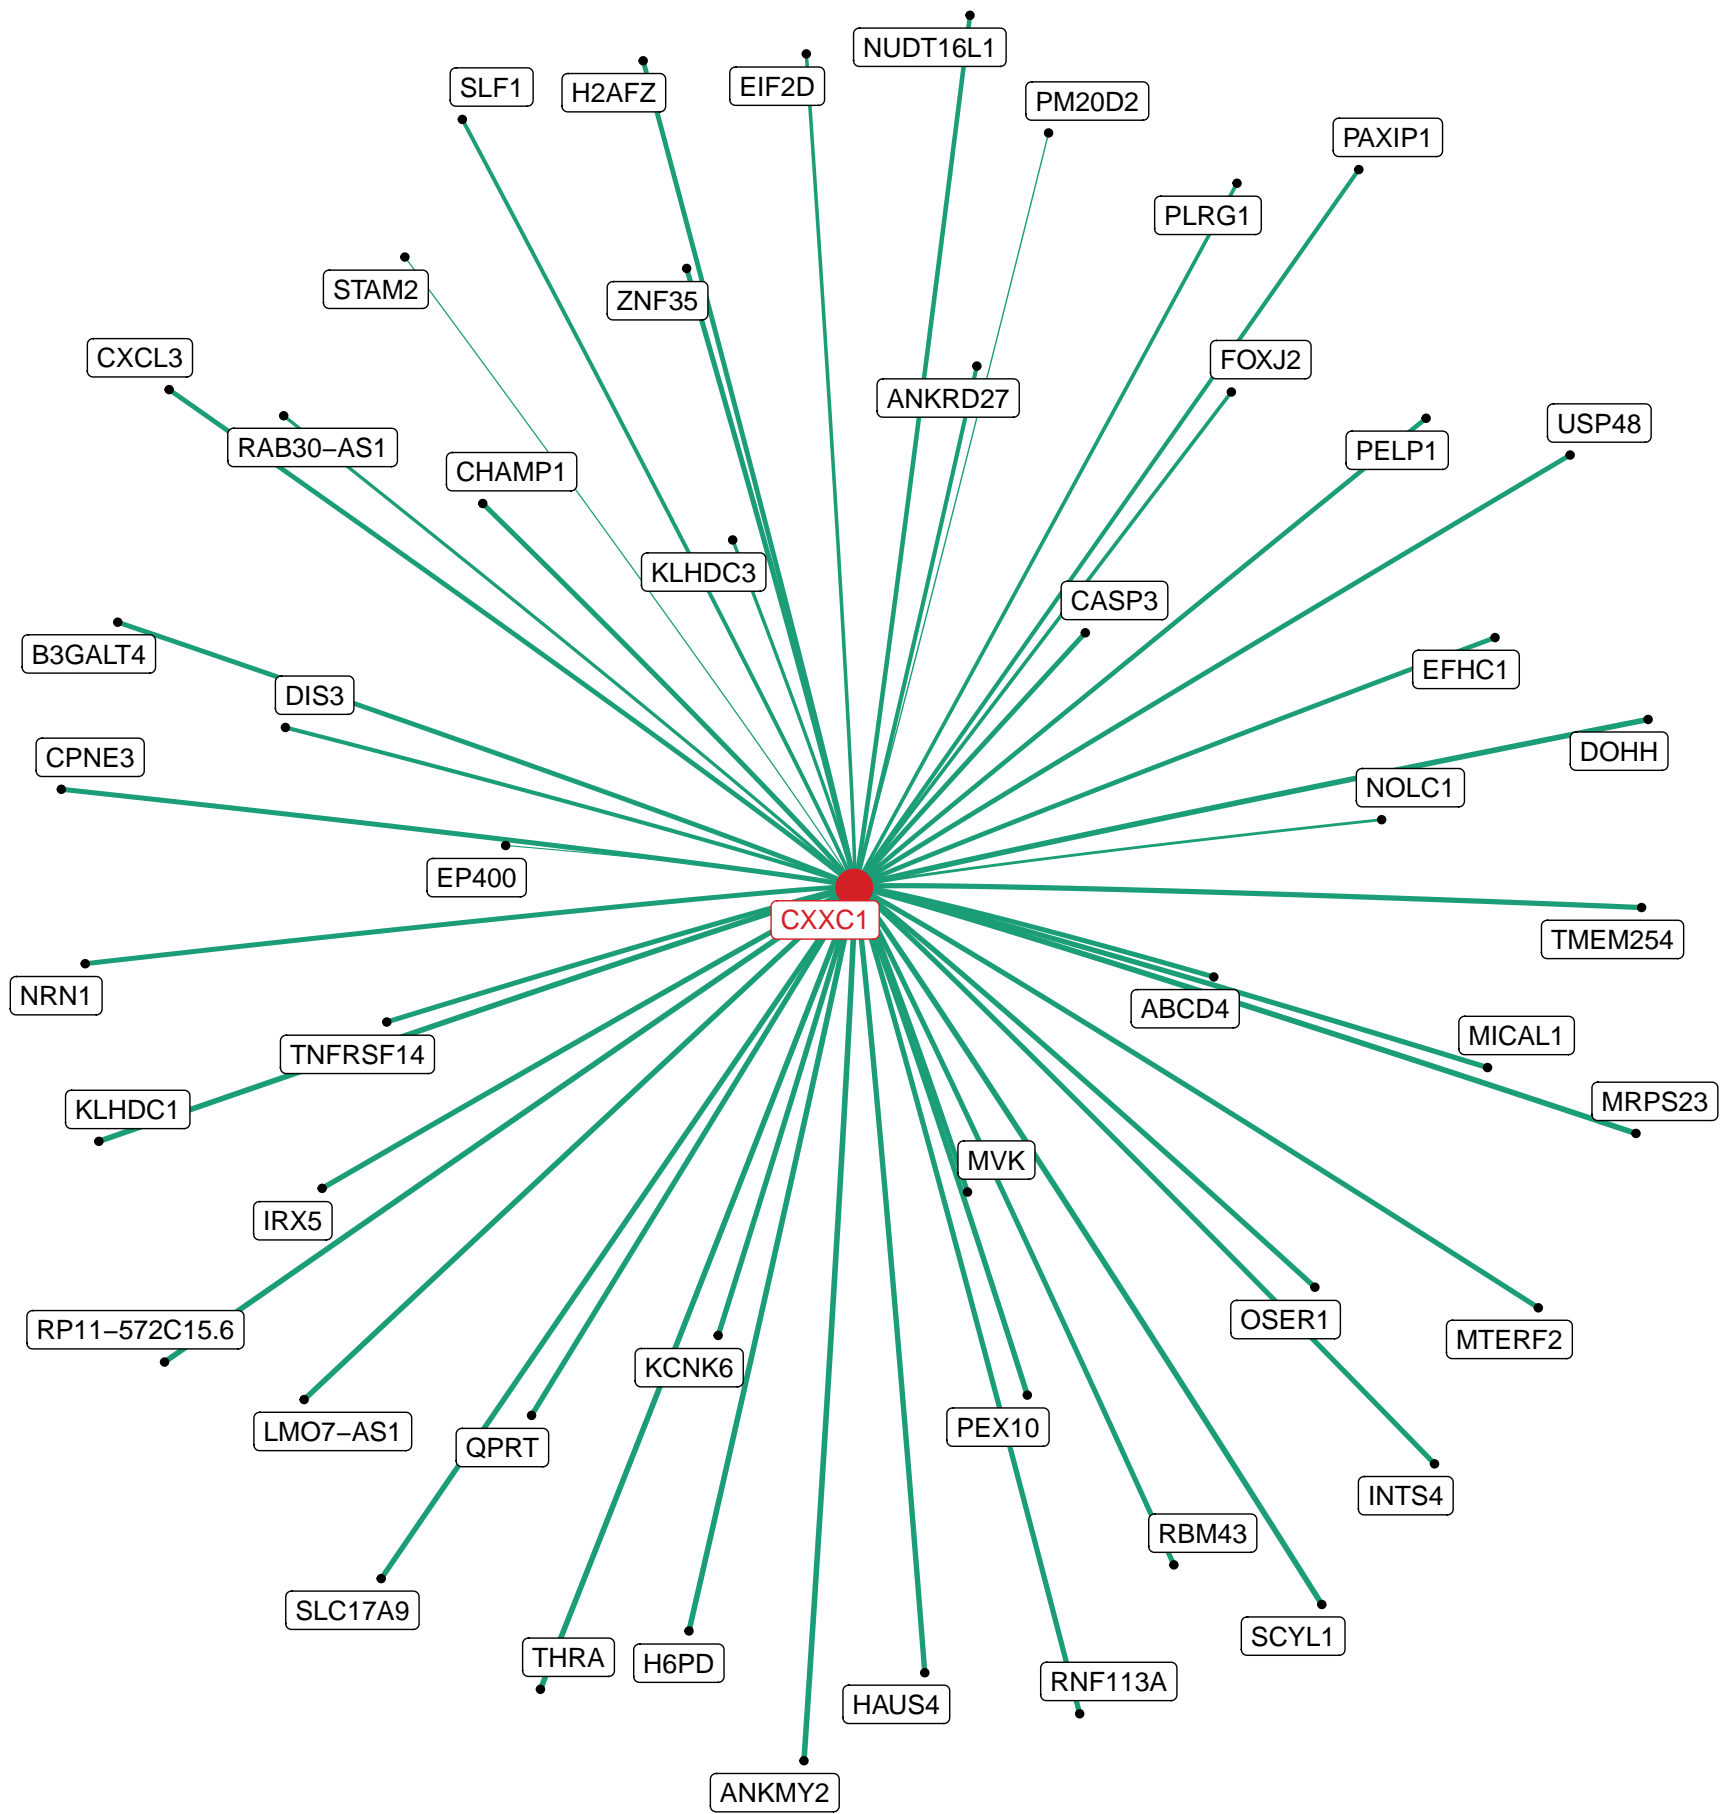 NUDT16L1
SLF1
H2AFZ
EIF2D
PM20D2
PAXIP1
PLRG1
STAM2
ZNF35
CXCL3
FOXJ2
ANKRD27
USP48
RAB30−AS1
PELP1
CHAMP1
KLHDC3
CASP3
B3GALT4
EFHC1
DIS3
CPNE3
DOHH
NOLC1
EP400
CXXC1
TMEM254
NRN1
ABCD4
MICAL1
TNFRSF14
MRPS23
KLHDC1
MVK
IRX5
OSER1
RP11−572C15.6
MTERF2
KCNK6
PEX10
LMO7−AS1
QPRT
INTS4
RBM43
SLC17A9
SCYL1
THRA
H6PD
RNF113A
HAUS4
ANKMY2